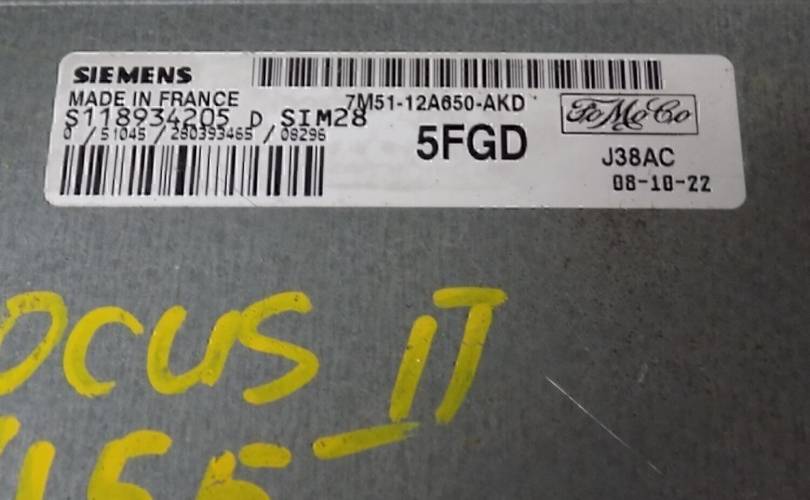 SIEMENS
MADE IN FRANCE
7M51-12A650-AKD
FoMoCo
S118934205 D SIM28
0 / 51045 / 280393465 / 08296
5FGD
J38AC
08-10-22
OCUS II